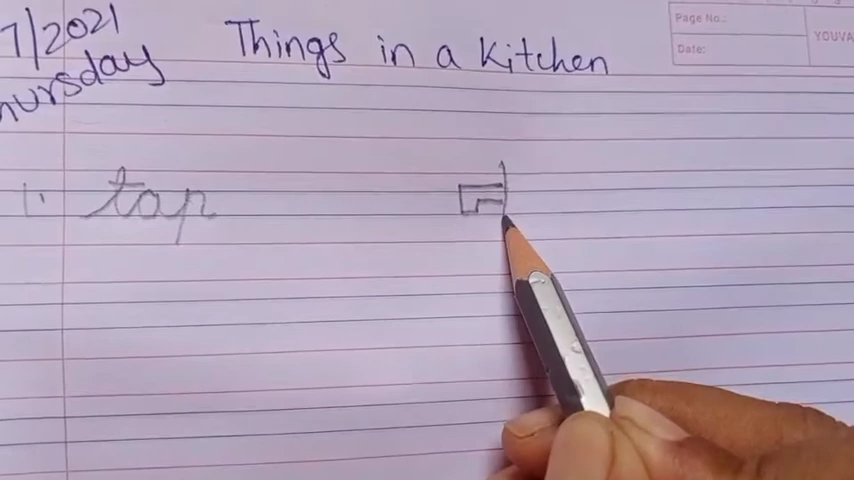 7/2021
Thursday
Things in a Kitchen
Page No.:
Date:
YOUVA
1. tap